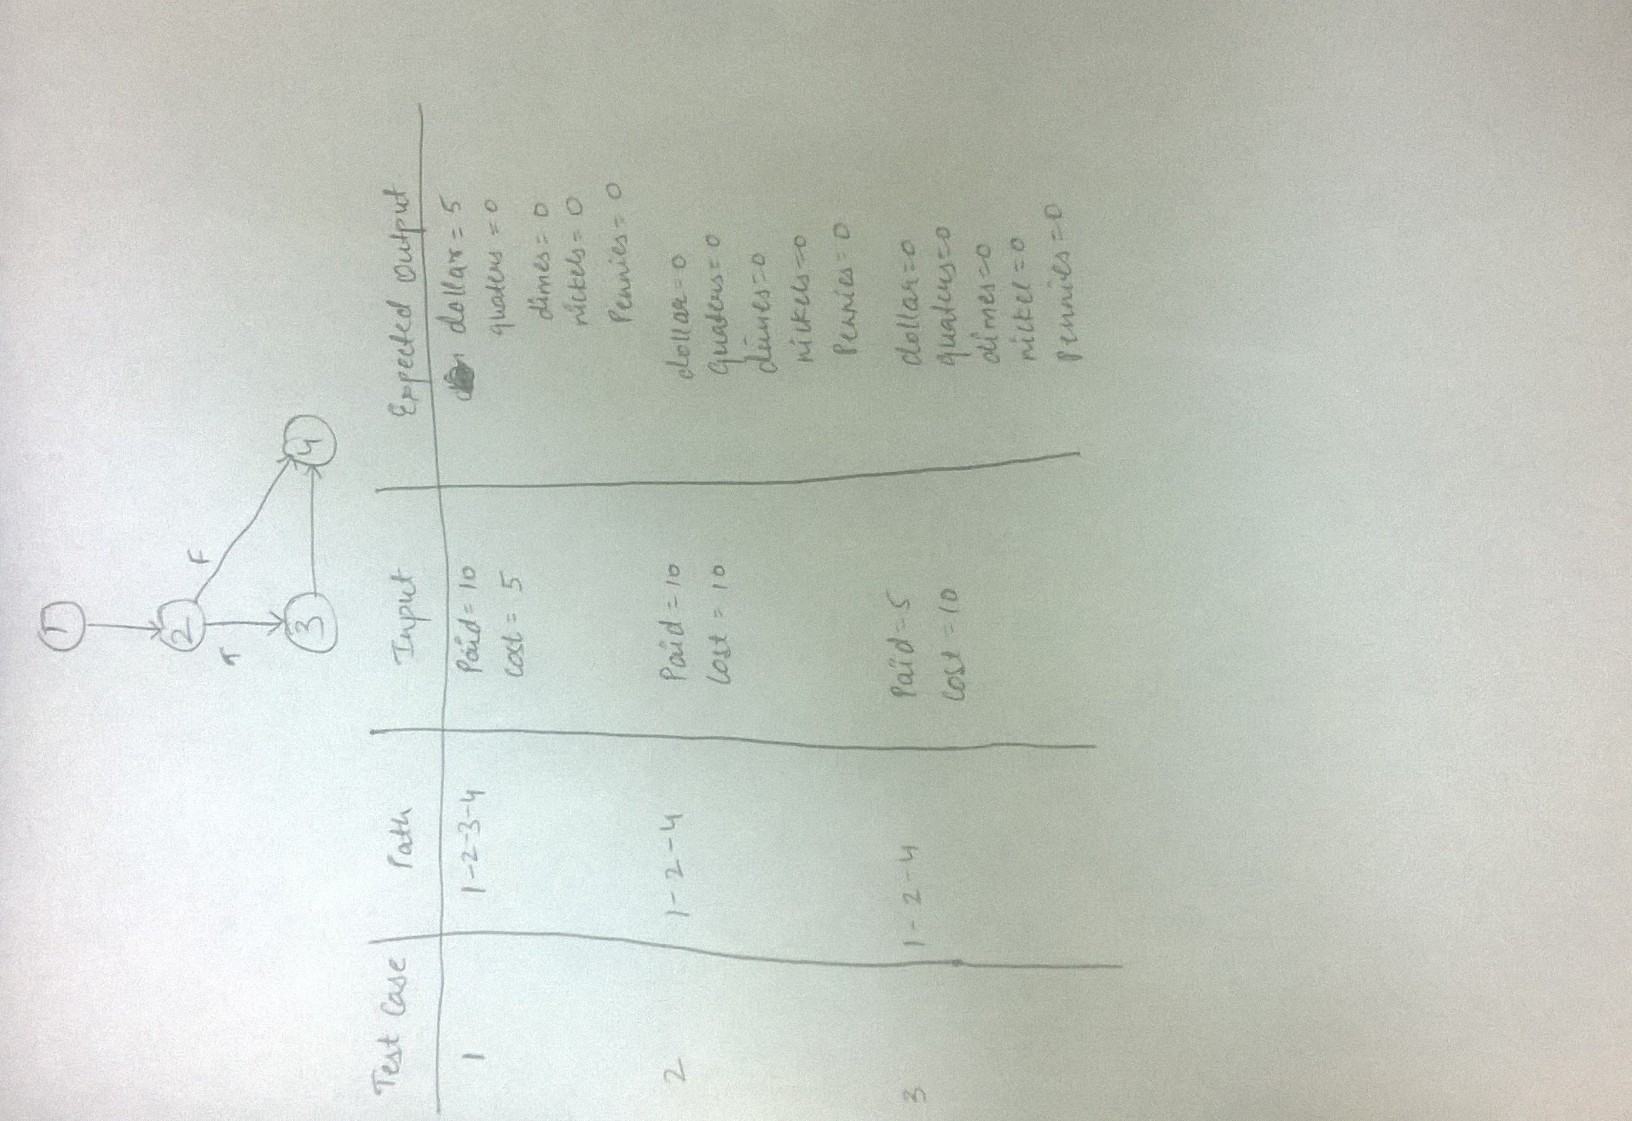 1
2
F
T
3
4
Test Case Path Input Expected Output
1 1-2-3-4 Paid = 10 dollar = 5
cost = 5 quaters = 0
dimes = 0
nickels = 0
Pennies = 0
2 1-2-4 Paid = 10 dollar = 0
Cost = 10 Quaters = 0
dimes = 0
nickels = 0
Pennies = 0
3 1-2-4 Paid = 5 dollar = 0
Cost = 10 quaters = 0
dimes = 0
nickel = 0
Pennies = 0